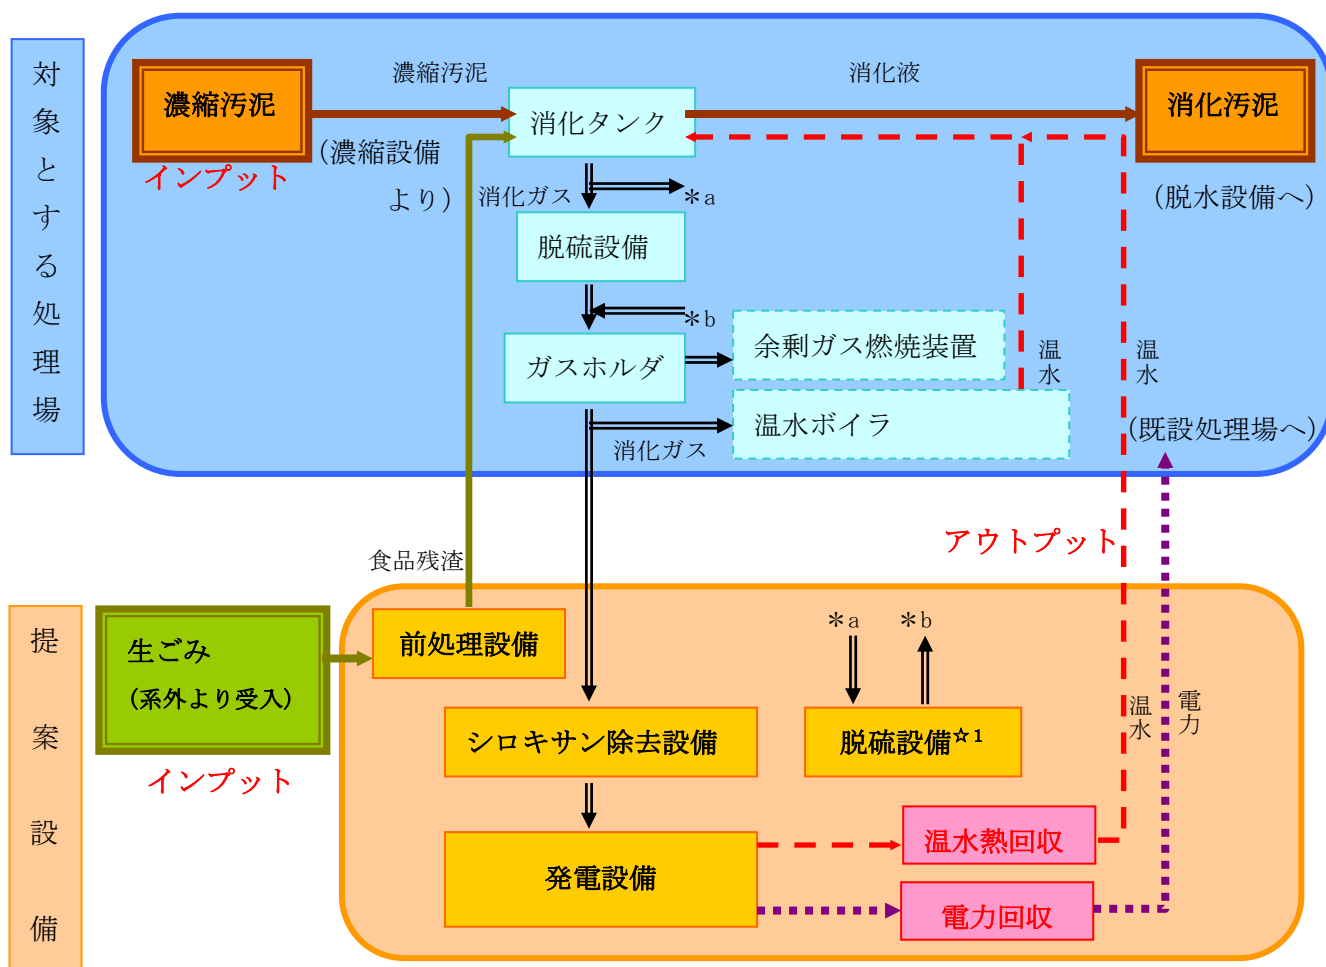 対象とする処理場
濃縮汚泥
インプット
濃縮汚泥
(濃縮設備
より)
消化タンク
消化液
消化汚泥
(脱水設備へ)
消化ガス
*a
脱硫設備
*b
ガスホルダ
余剰ガス燃焼装置
温水ボイラ
消化ガス
温水
温水
(既設処理場へ)
アウトプット
食品残渣
提案設備
生ごみ
(系外より受入)
インプット
前処理設備
*a
*b
シロキサン除去設備
脱硫設備☆1
温水
電力
発電設備
温水熱回収
電力回収